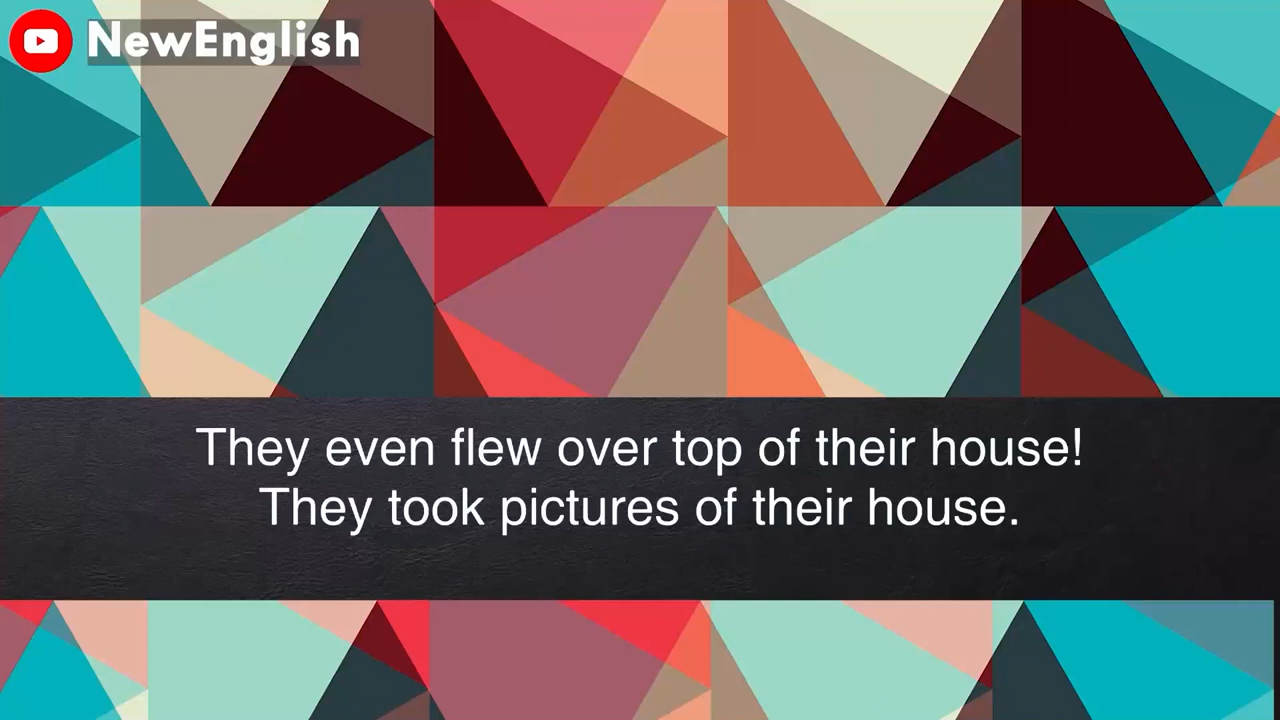 NewEnglish
They even flew over top of their house!
They took pictures of their house.